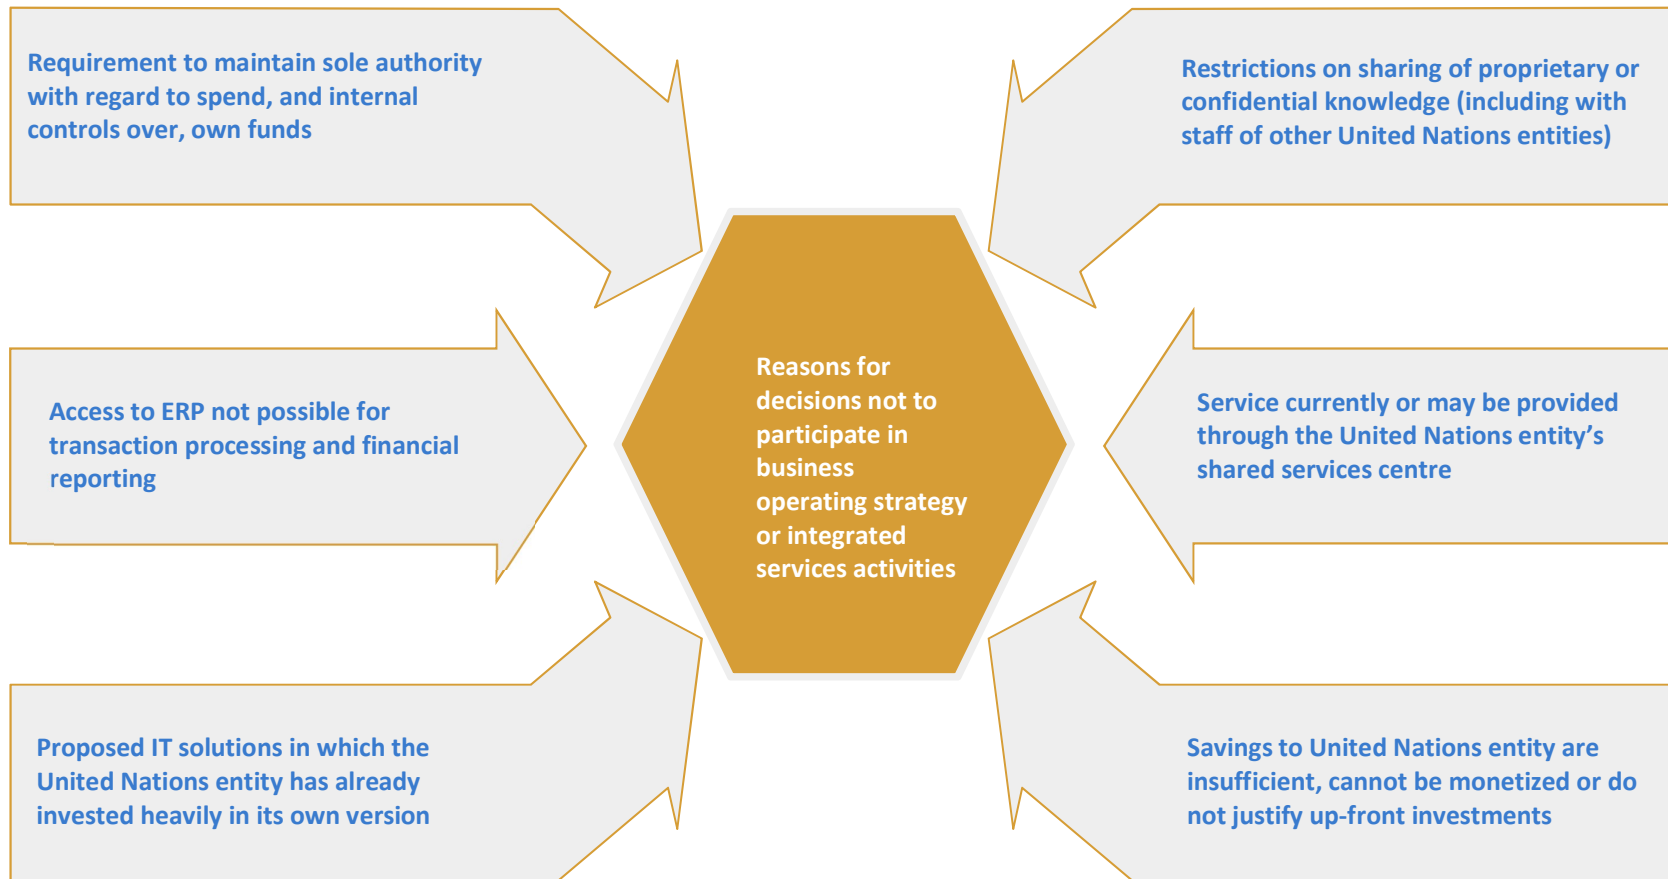 Requirement to maintain sole authority
with regard to spend, and internal
controls over, own funds
Restrictions on sharing of proprietary or
confidential knowledge (including with
staff of other United Nations entities)
Access to ERP not possible for
transaction processing and financial
reporting
Reasons for
decisions not to
participate in
business
operating strategy
or integrated
services activities
Service currently or may be provided
through the United Nations entity’s
shared services centre
Proposed IT solutions in which the
United Nations entity has already
invested heavily in its own version
Savings to United Nations entity are
insufficient, cannot be monetized or do
not justify up-front investments